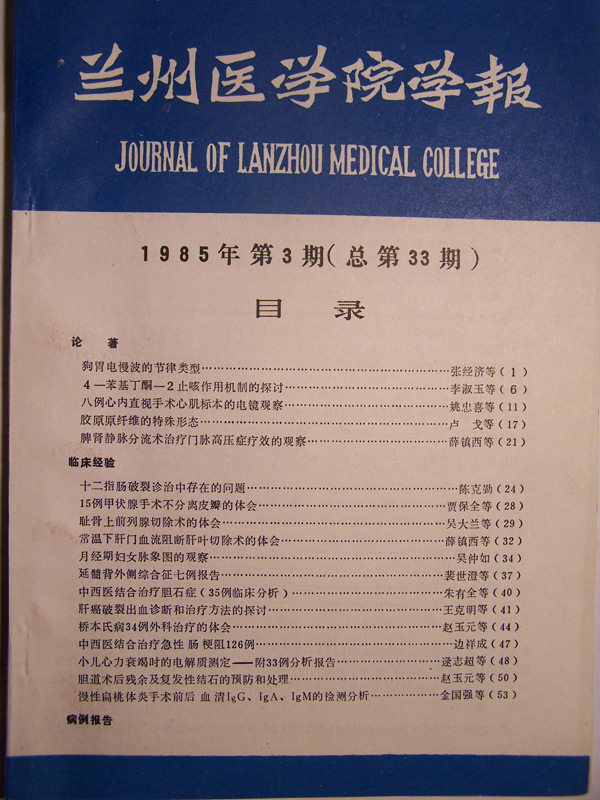 兰州医学院学報
JOURNAL OF LANZHOU MEDICAL COLLEGE
1985年第3期(总第33期)
目录
论著
狗胃电慢波的节律类型……张经济等(1)
4—苯基丁酮—2止咳作用机制的探讨……李淑玉等(6)
八例心内直视手术心肌标本的电镜观察……姚忠喜等(11)
胶原原纤维的特殊形态……卢戈等(17)
脾肾静脉分流术治疗门脉高压症疗效的观察……薛镇西等(21)
临床经验
十二指肠破裂诊治中存在的问题……陈克勤(24)
15例甲状腺手术不分离皮瓣的体会……贾保全等(28)
耻骨上前列腺切除术的体会……吴大兰等(29)
常温下肝门血流阻断肝叶切除术的体会……薛镇西等(32)
月经期妇女脉象图的观察……吴仲如(34)
延髓背外侧综合征七例报告……裴世澄等(37)
中西医结合治疗胆石症(35例临床分析)……朱有全等(40)
肝癌破裂出血诊断和治疗方法的探讨……王克明等(41)
桥本氏病34例外科治疗的体会……赵玉元等(44)
中西医结合治疗急性肠梗阻126例……边祥成(47)
小儿心力衰竭时的电解质测定——附33例分析报告……逯志超等(48)
胆道术后残余及复发性结石的预防和处理……赵玉元等(50)
慢性扁桃体炎手术前后血清IgG、IgA、IgM的检测分析……金国强等(53)
病例报告